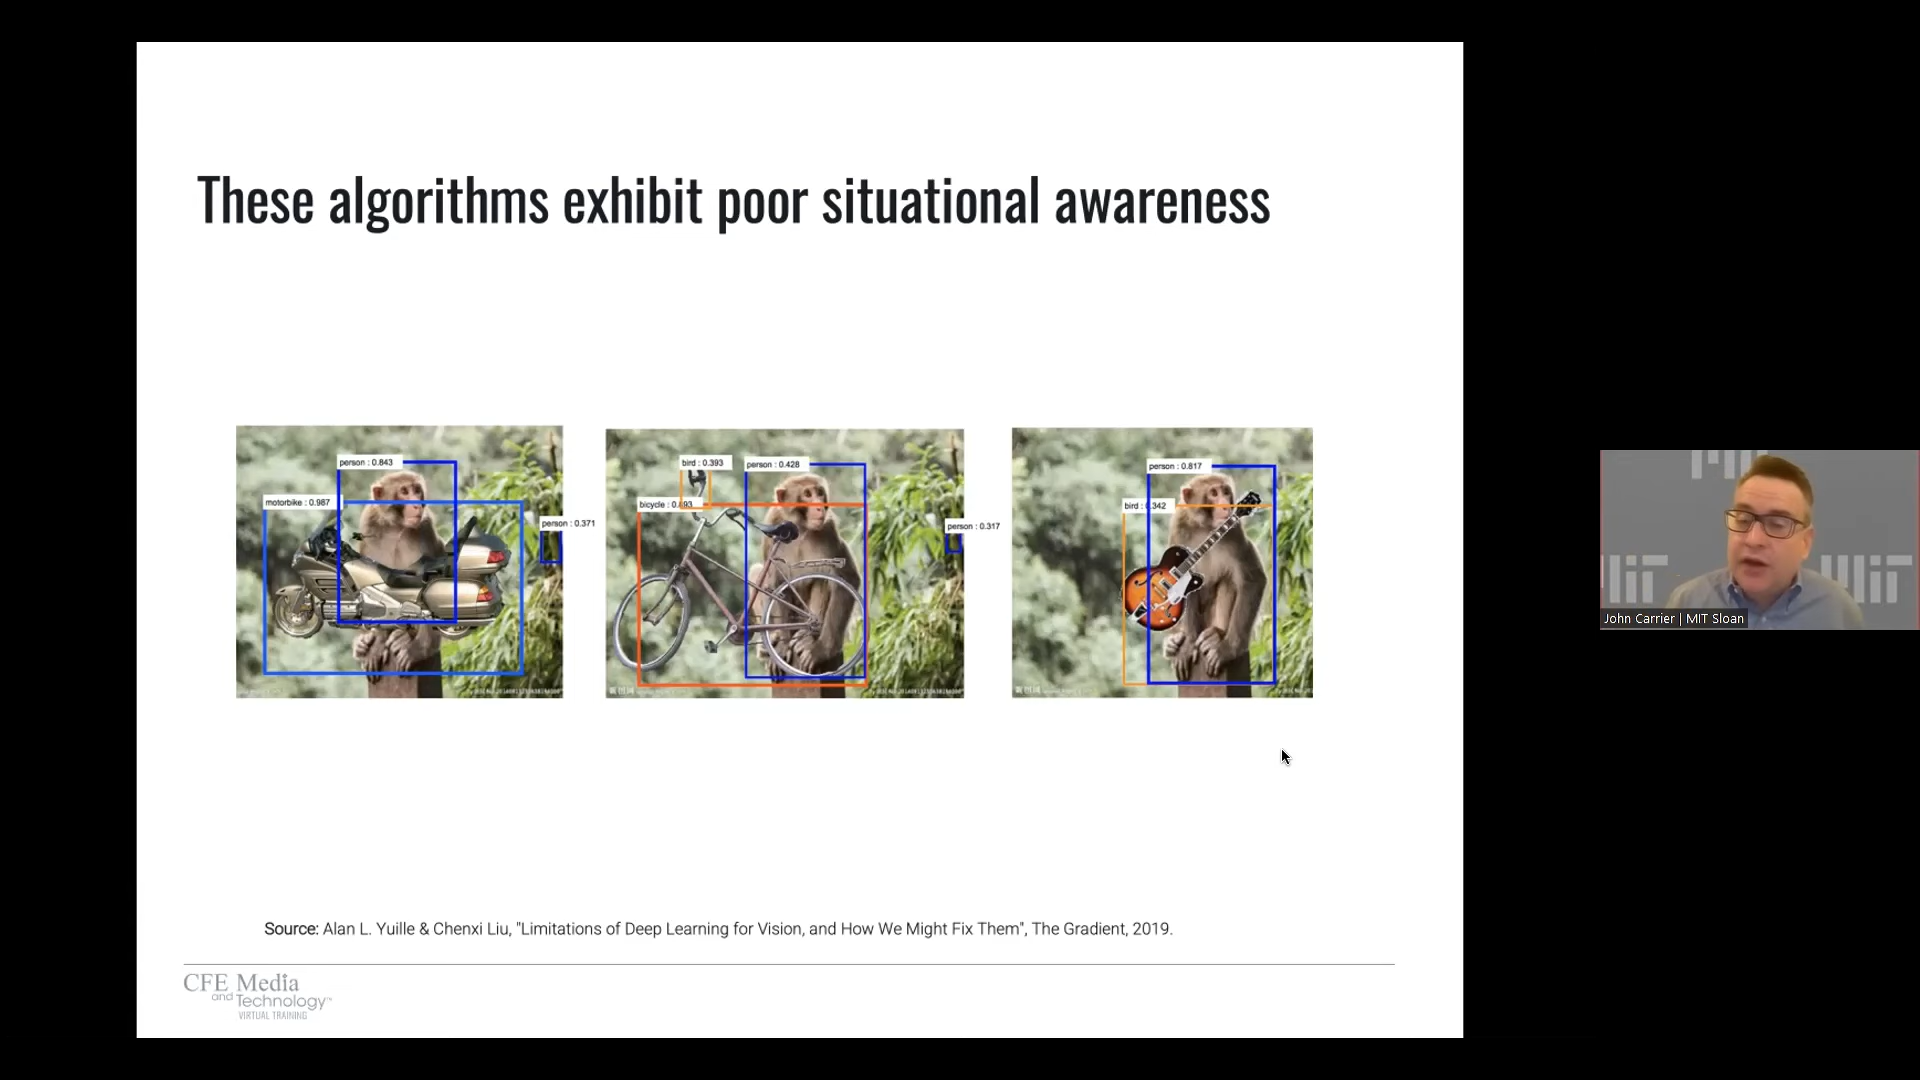 These algorithms exhibit poor situational awareness
person : 0.843
motorbike : 0.987
person : 0.371
bird : 0.393
person : 0.428
bicycle : 0.
person : 0.317
person : 0.817
bird : 0.342
Source: Alan L. Yuille & Chenxi Liu, "Limitations of Deep Learning for Vision, and How We Might Fix Them", The Gradient, 2019.
CFE Media
and Technology™
VIRTUAL TRAINING
John Carrier | MIT Sloan